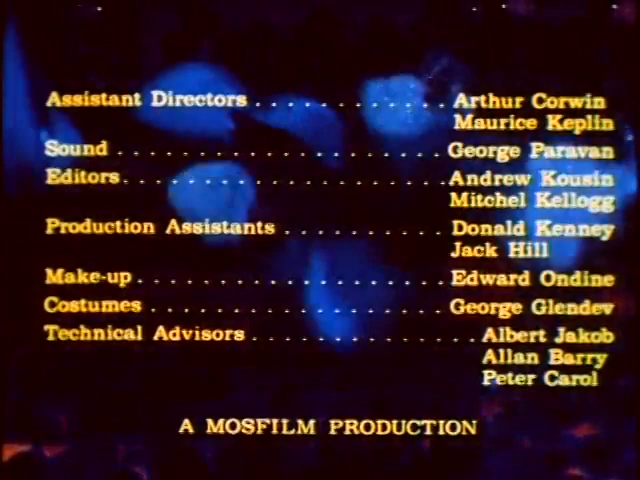 Assistant Directors . . . . . . . . . . . . Arthur Corwin
Maurice Keplin
Sound . . . . . . . . . . . . . . . . . . . . George Paravan
Editors . . . . . . . . . . . . . . . . . . . . Andrew Kousin
Mitchel Kellogg
Production Assistants . . . . . . . . . . Donald Kenney
Jack Hill
Make-up . . . . . . . . . . . . . . . . . . . Edward Ondine
Costumes . . . . . . . . . . . . . . . . . . George Glendev
Technical Advisors . . . . . . . . . . . . . . Albert Jakob
Allan Barry
Peter Carol
A MOSFILM PRODUCTION